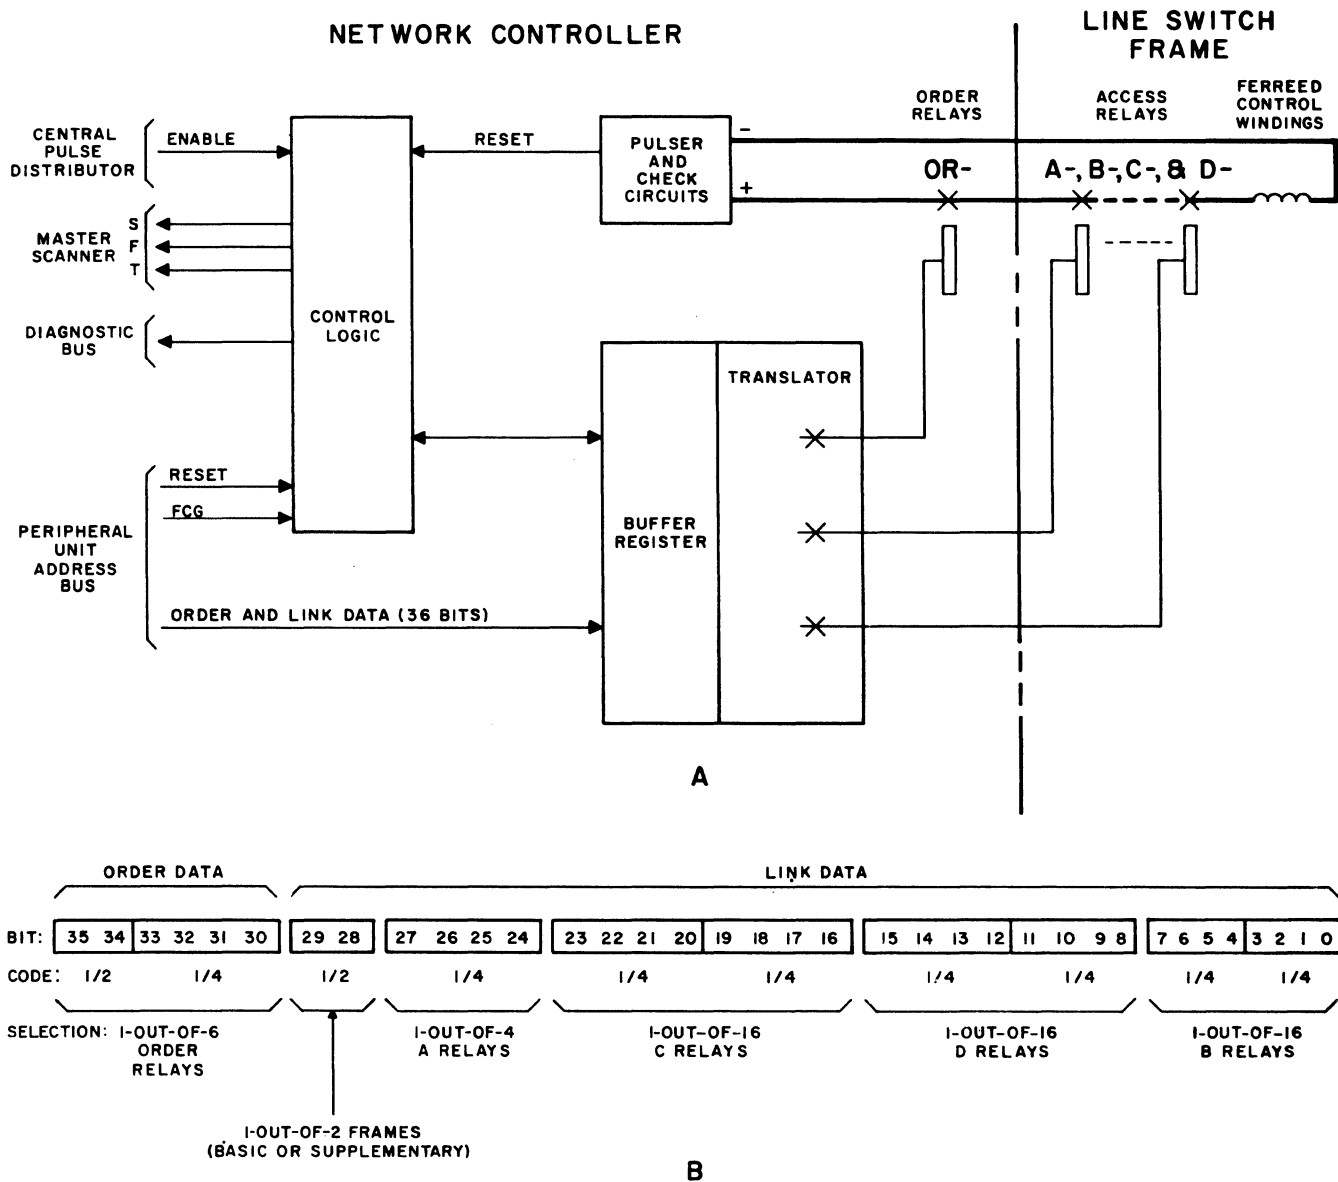 NETWORK CONTROLLER
LINE SWITCH
FRAME
ORDER
RELAYS
ACCESS
RELAYS
FERREED
CONTROL
WINDINGS
CENTRAL
PULSE
DISTRIBUTOR
ENABLE
RESET
PULSER
AND
CHECK
CIRCUITS
-
+
OR-
A-, B-, C-, & D-
MASTER
SCANNER
S
F
T
DIAGNOSTIC
BUS
CONTROL
LOGIC
TRANSLATOR
BUFFER
REGISTER
PERIPHERAL
UNIT
ADDRESS
BUS
RESET
FCG
ORDER AND LINK DATA (36 BITS)
A
ORDER DATA
LINK DATA
BIT: 35 34 33 32 31 30 29 28 27 26 25 24 23 22 21 20 19 18 17 16 15 14 13 12 11 10 9 8 7 6 5 4 3 2 1 0
CODE: 1/2 1/4 1/2 1/4 1/4 1/4 1/4 1/4 1/4 1/4
SELECTION: 1-OUT-OF-6
ORDER
RELAYS
1-OUT-OF-4
A RELAYS
1-OUT-OF-16
C RELAYS
1-OUT-OF-16
D RELAYS
1-OUT-OF-16
B RELAYS
1-OUT-OF-2 FRAMES
(BASIC OR SUPPLEMENTARY)
B